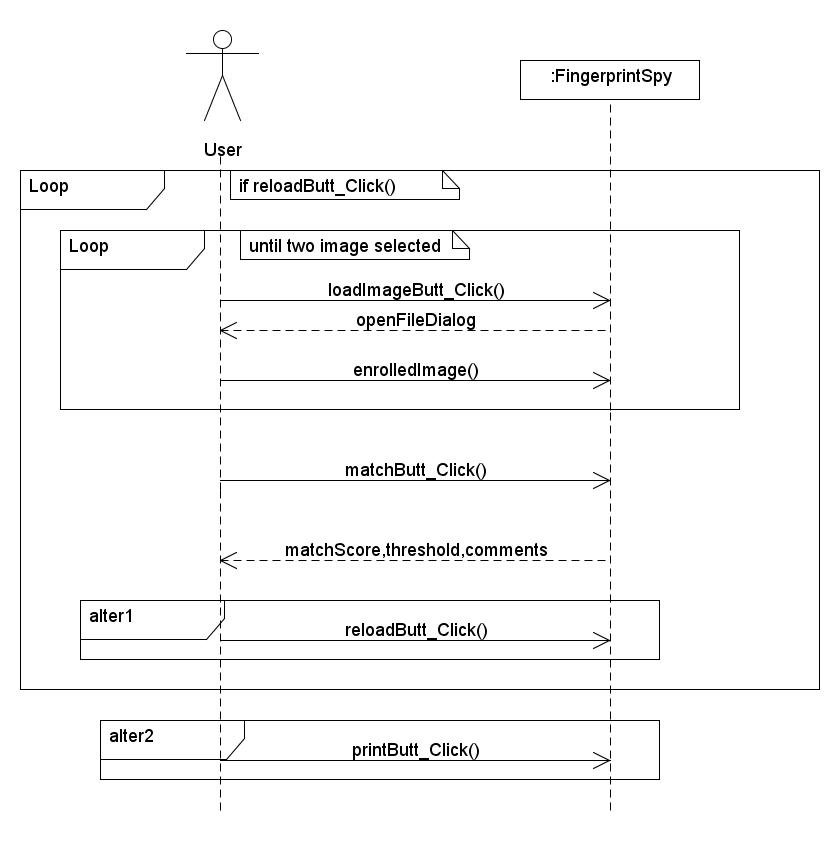 :FingerprintSpy
User
Loop
if reloadButt_Click()
Loop
until two image selected
loadImageButt_Click()
openFileDialog
enrolledImage()
matchButt_Click()
matchScore,threshold,comments
alter1
reloadButt_Click()
alter2
printButt_Click()